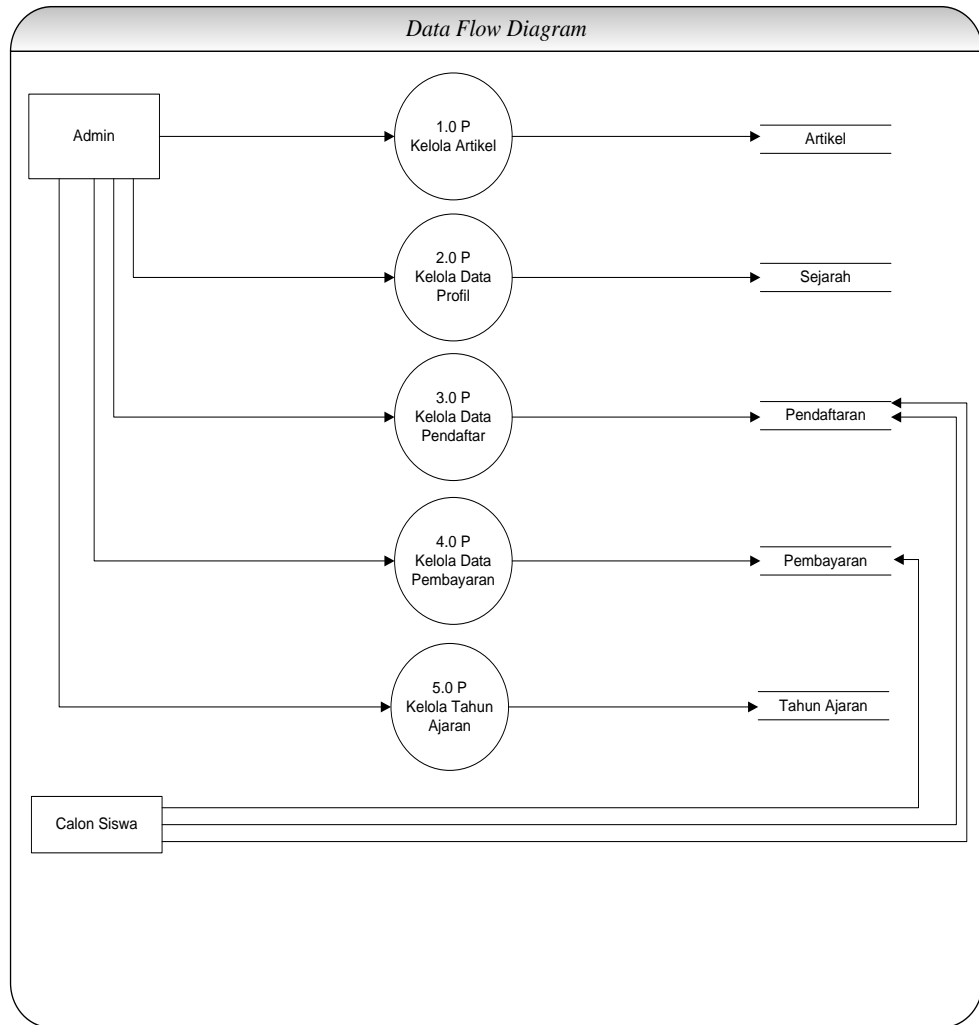 Data Flow Diagram
Admin
1.0 P
Kelola Artikel
Artikel
2.0 P
Kelola Data
Profil
Sejarah
3.0 P
Kelola Data
Pendaftar
Pendaftaran
4.0 P
Kelola Data
Pembayaran
Pembayaran
5.0 P
Kelola Tahun
Ajaran
Tahun Ajaran
Calon Siswa